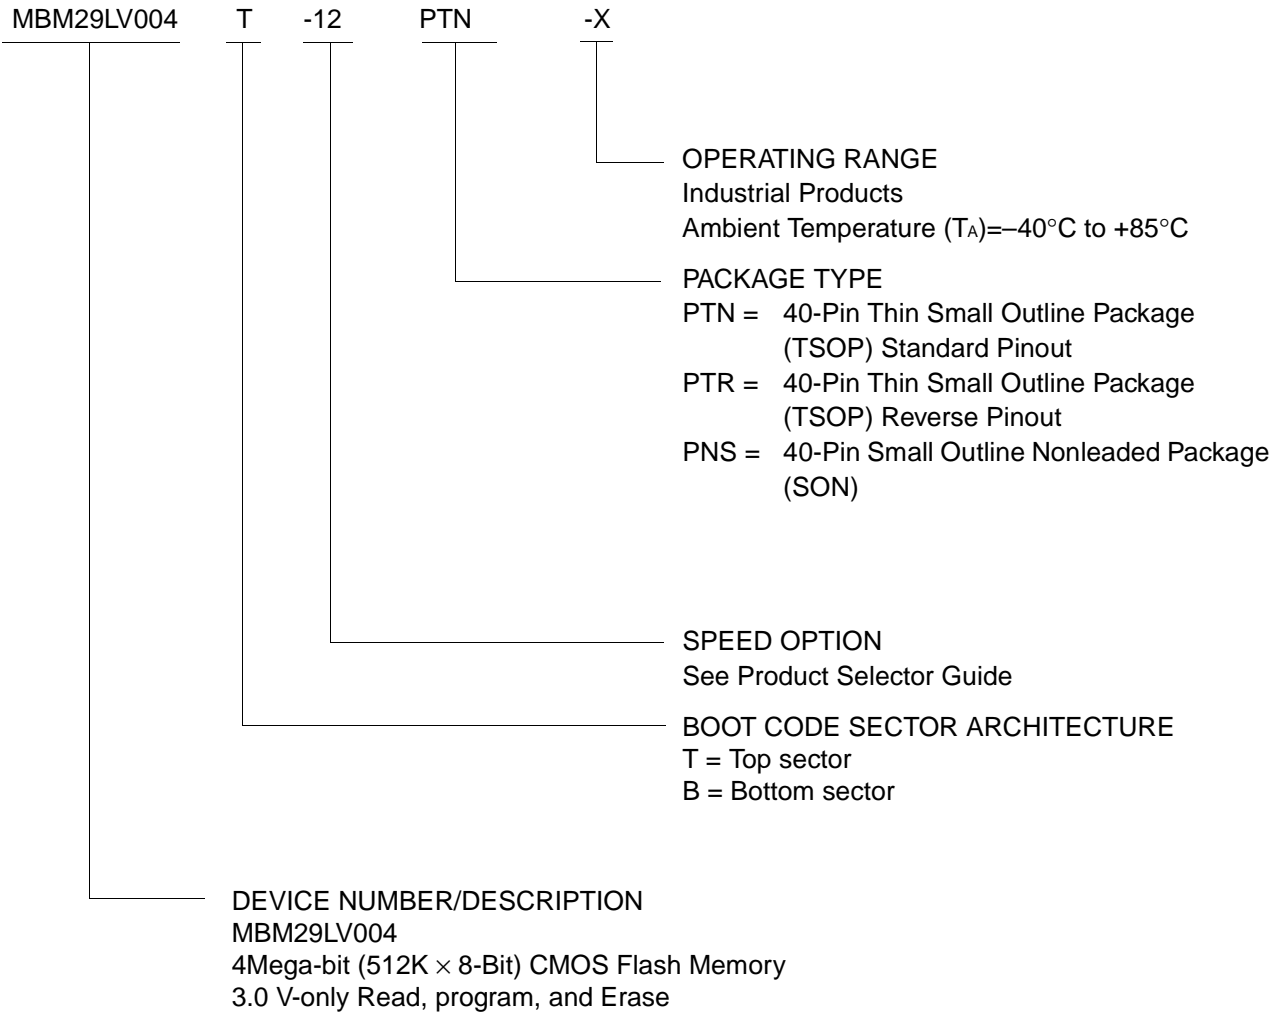 MBM29LV004 T -12 PTN -X
OPERATING RANGE
Industrial Products
Ambient Temperature (TA)=–40°C to +85°C
PACKAGE TYPE
PTN = 40-Pin Thin Small Outline Package
(TSOP) Standard Pinout
PTR = 40-Pin Thin Small Outline Package
(TSOP) Reverse Pinout
PNS = 40-Pin Small Outline Nonleaded Package
(SON)
SPEED OPTION
See Product Selector Guide
BOOT CODE SECTOR ARCHITECTURE
T = Top sector
B = Bottom sector
DEVICE NUMBER/DESCRIPTION
MBM29LV004
4Mega-bit (512K × 8-Bit) CMOS Flash Memory
3.0 V-only Read, program, and Erase